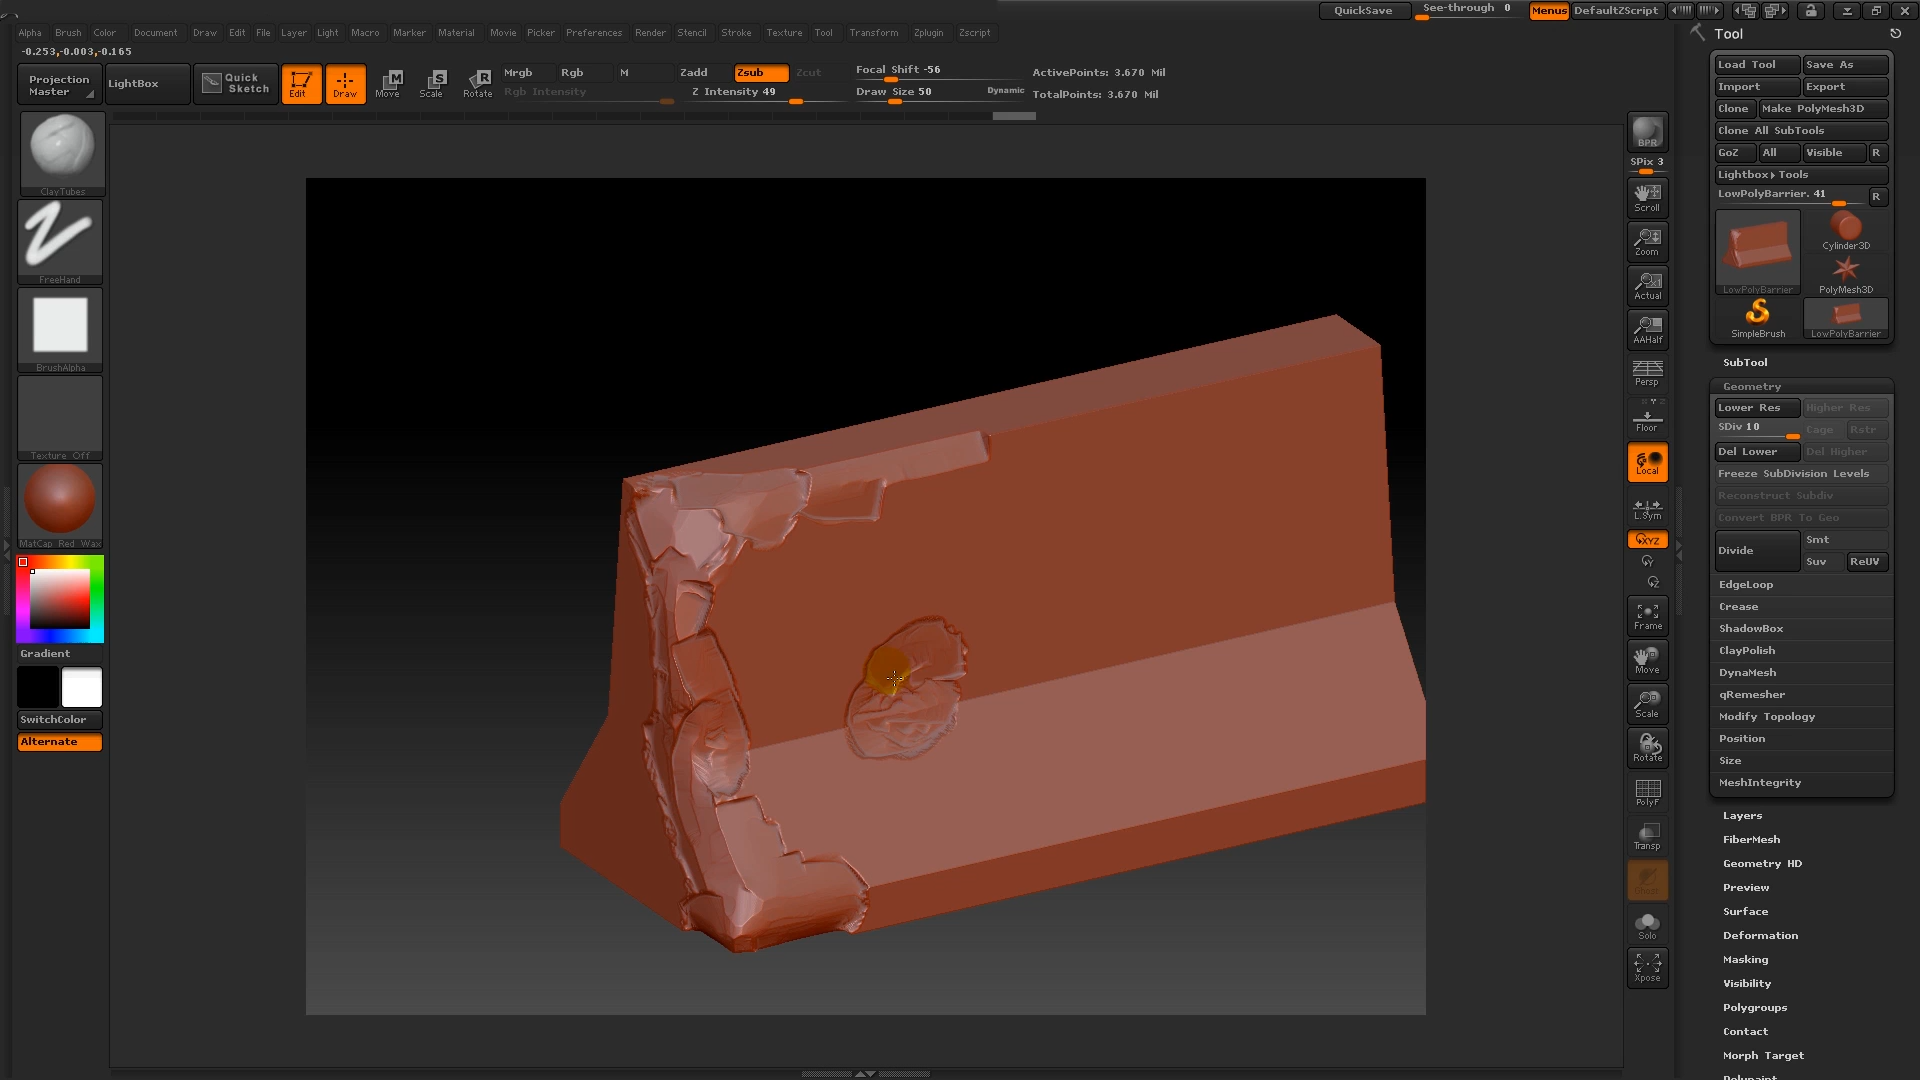 QuickSave See-through 0 Menus DefaultZScript
Alpha Brush Color Document Draw Edit File Layer Light Macro Marker Material Movie Picker Preferences Render Stencil Stroke Texture Tool Transform Zplugin Zscript
-0.253,-0.003,-0.165
Projection Master
LightBox
Quick Sketch
Edit
Draw
Move
Scale
Rotate
Mrgb Rgb M Zadd Zsub Zcut
Rgb Intensity Z Intensity 49
Focal Shift -56
Draw Size 50 Dynamic
ActivePoints: 3.670 Mil
TotalPoints: 3.670 Mil
ClayTubes
FreeHand
BrushAlpha
Texture Off
MatCap Red Wax
Gradient
SwitchColor
Alternate
BPR
SPix 3
Scroll
Zoom
Actual
AAHalf
Persp
Floor
Local
L.Sym
XYZ
Y
Z
Frame
Move
Scale
Rotate
PolyF
Transp
Ghost
Solo
Xpose
Tool
Load Tool Save As
Import Export
Clone Make PolyMesh3D
Clone All SubTools
GoZ All Visible R
Lightbox Tools
LowPolyBarrier. 41 R
LowPolyBarrier Cylinder3D
PolyMesh3D
SimpleBrush LowPolyBarrier
SubTool
Geometry
Lower Res Higher Res
SDiv 10 Cage Rstr
Del Lower Del Higher
Freeze SubDivision Levels
Reconstruct Subdiv
Convert BPR To Geo
Divide Smt
Suv ReUV
EdgeLoop
Crease
ShadowBox
ClayPolish
DynaMesh
qRemesher
Modify Topology
Position
Size
MeshIntegrity
Layers
FiberMesh
Geometry HD
Preview
Surface
Deformation
Masking
Visibility
Polygroups
Contact
Morph Target
Polypaint